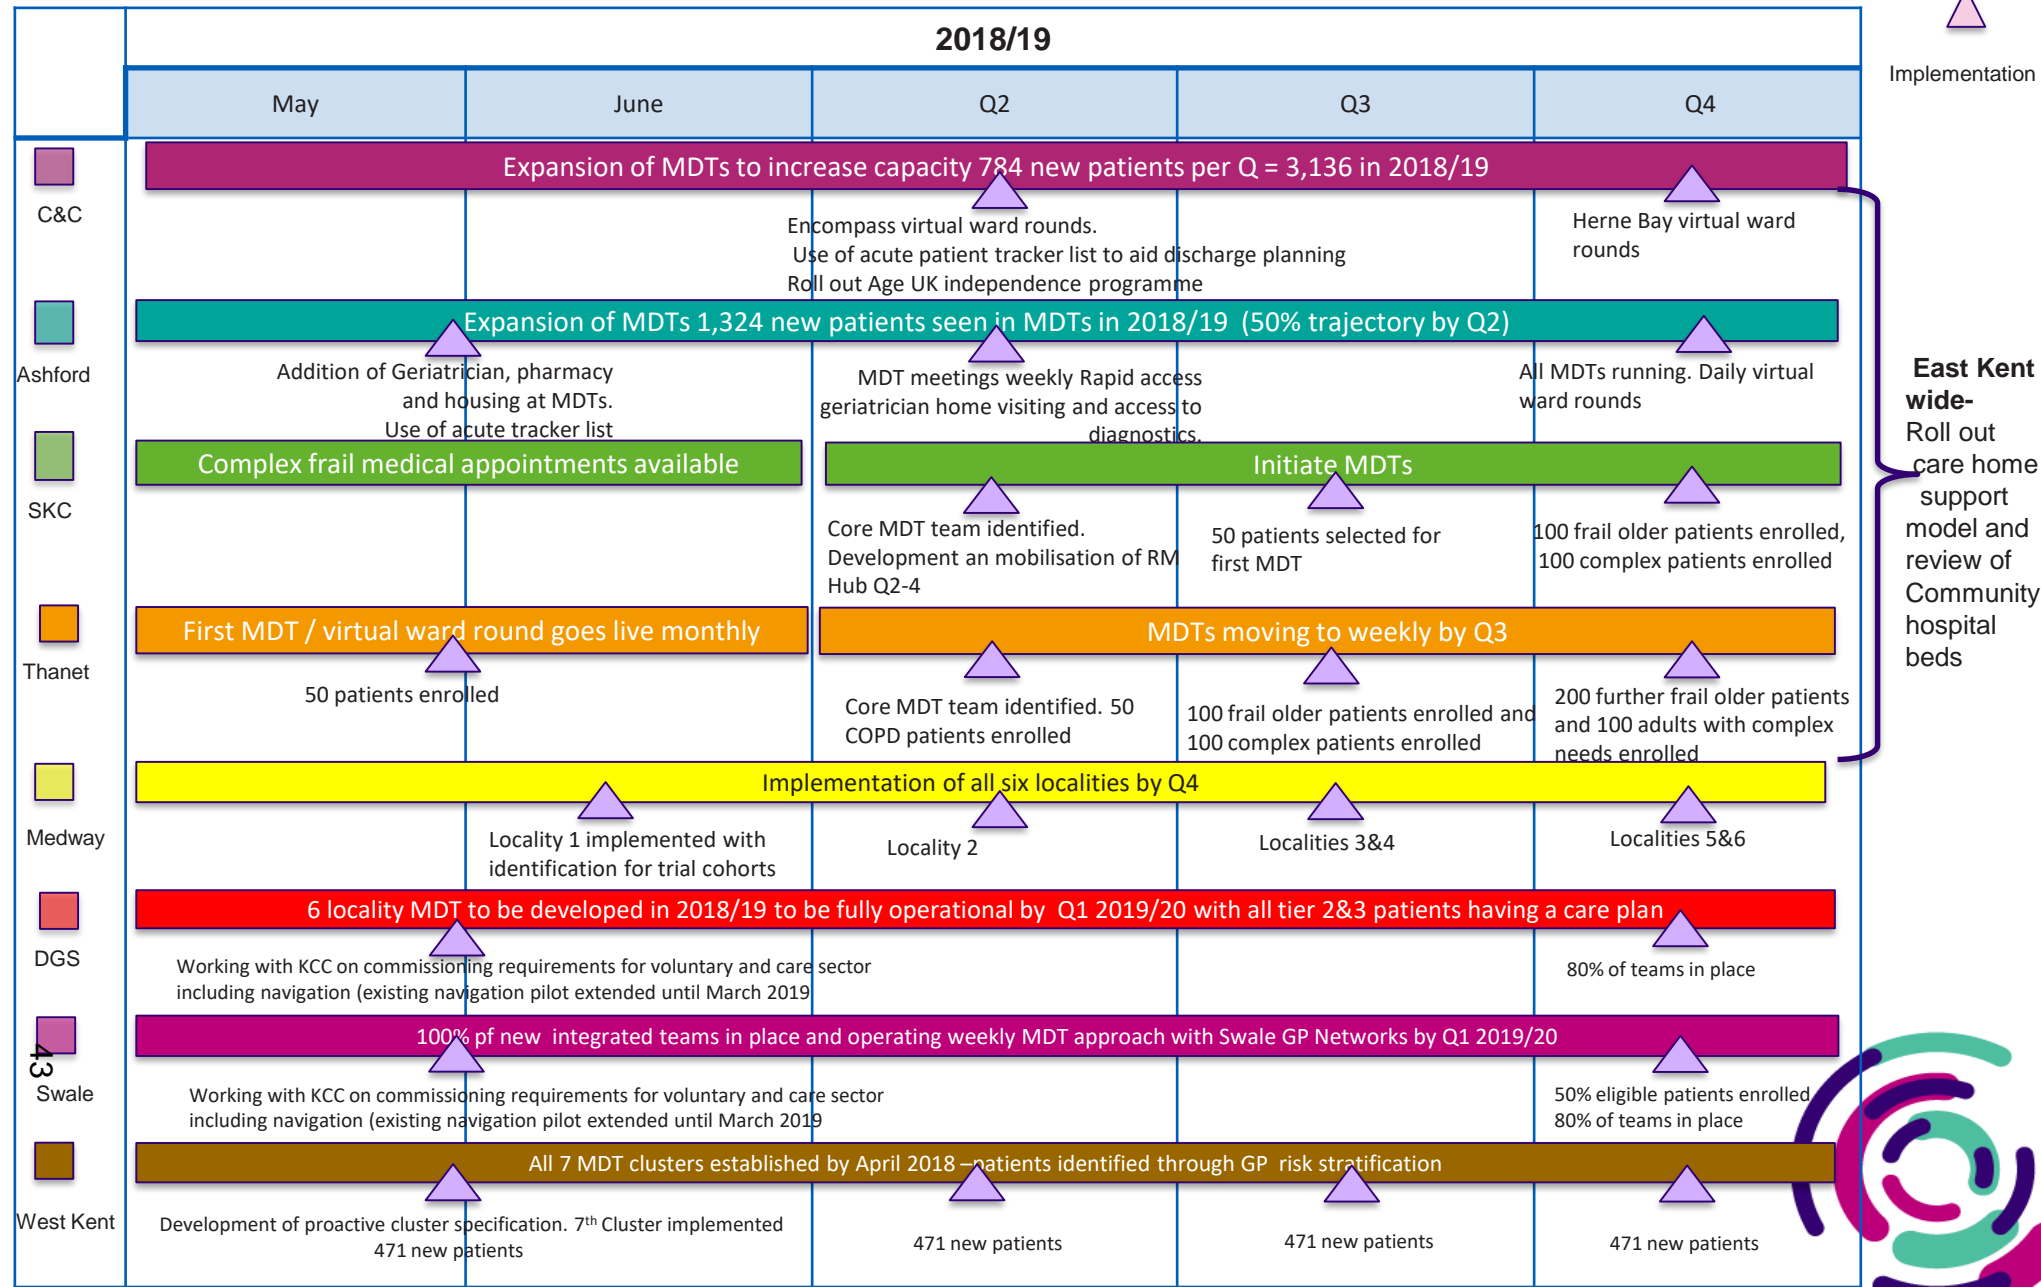 2018/19
Implementation
May
June
Q2
Q3
Q4
C&C
Expansion of MDTs to increase capacity 784 new patients per Q = 3,136 in 2018/19
Encompass virtual ward rounds.
Use of acute patient tracker list to aid discharge planning
Roll out Age UK independence programme
Herne Bay virtual ward
rounds
Ashford
Expansion of MDTs 1,324 new patients seen in MDTs in 2018/19 (50% trajectory by Q2)
Addition of Geriatrician, pharmacy
and housing at MDTs.
Use of acute tracker list
MDT meetings weekly Rapid access
geriatrician home visiting and access to
diagnostics.
All MDTs running. Daily virtual
ward rounds
SKC
Complex frail medical appointments available
Initiate MDTs
Core MDT team identified.
Development an mobilisation of RM
Hub Q2-4
50 patients selected for
first MDT
100 frail older patients enrolled,
100 complex patients enrolled
Thanet
First MDT / virtual ward round goes live monthly
MDTs moving to weekly by Q3
50 patients enrolled
Core MDT team identified. 50
COPD patients enrolled
100 frail older patients enrolled and
100 complex patients enrolled
200 further frail older patients
and 100 adults with complex
needs enrolled
East Kent
wide-
Roll out
care home
support
model and
review of
Community
hospital
beds
Medway
Implementation of all six localities by Q4
Locality 1 implemented with
identification for trial cohorts
Locality 2
Localities 3&4
Localities 5&6
DGS
6 locality MDT to be developed in 2018/19 to be fully operational by Q1 2019/20 with all tier 2&3 patients having a care plan
Working with KCC on commissioning requirements for voluntary and care sector
including navigation (existing navigation pilot extended until March 2019
80% of teams in place
Swale
100% pf new integrated teams in place and operating weekly MDT approach with Swale GP Networks by Q1 2019/20
Working with KCC on commissioning requirements for voluntary and care sector
including navigation (existing navigation pilot extended until March 2019
50% eligible patients enrolled
80% of teams in place
43
West Kent
All 7 MDT clusters established by April 2018 –patients identified through GP risk stratification
Development of proactive cluster specification. 7th Cluster implemented
471 new patients
471 new patients
471 new patients
471 new patients